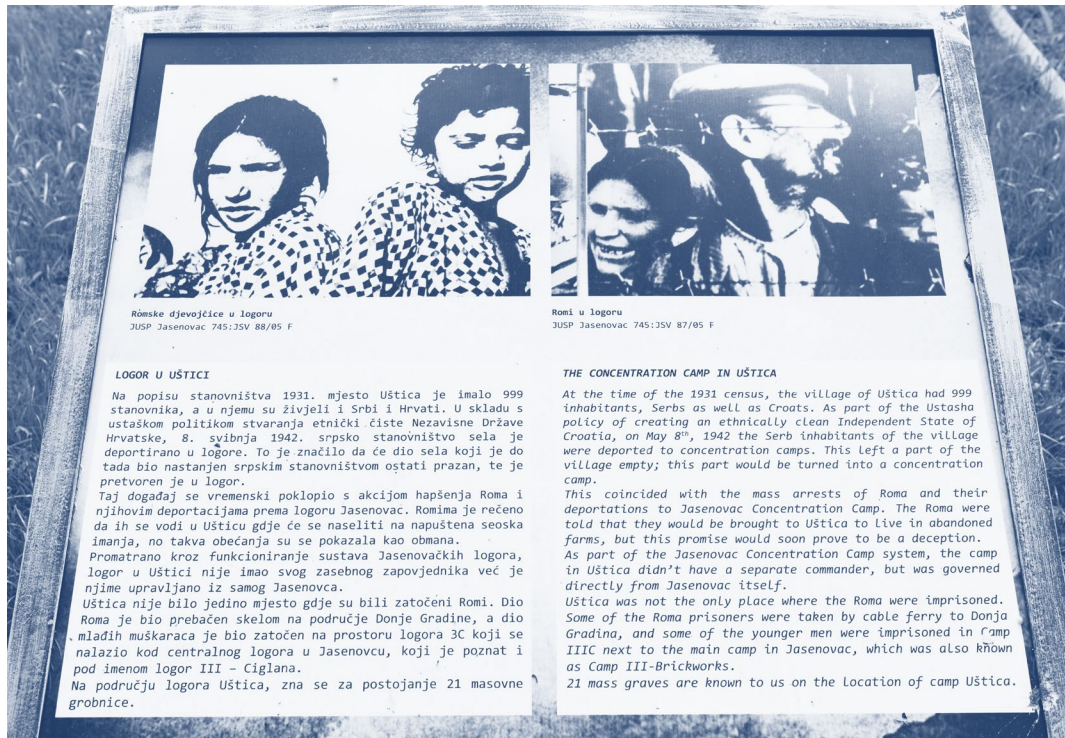 Romske djevojčice u logoru
JUSP Jasenovac 745:JSV 88/05 F
Romi u logoru
JUSP Jasenovac 745:JSV 87/05 F
LOGOR U UŠTICI
Na popisu stanovništva 1931. mjesto Uštica je imalo 999
stanovnika, a u njemu su živjeli i Srbi i Hrvati. U skladu s
ustaškom politikom stvaranja etnički čiste Nezavisne Države
Hrvatske, 8. svibnja 1942. srpsko stanovništvo sela je
deportirano u logore. To je značilo da će dio sela koji je do
tada bio nastanjen srpskim stanovništvom ostati prazan, te je
pretvoren je u logor.
Taj događaj se vremenski poklopio s akcijom hapšenja Roma i
njihovim deportacijama prema logoru Jasenovac. Romima je rečeno
da ih se vodi u Ušticu gdje će se naseliti na napuštena seoska
imanja, no takva obećanja su se pokazala kao obmana.
Promatrano kroz funkcioniranje sustava Jasenovačkih logora,
logor u Uštici nije imao svog zasebnog zapovjednika već je
njime upravljano iz samog Jasenovca.
Uštica nije bilo jedino mjesto gdje su bili zatočeni Romi. Dio
Roma je bio prebačen skelom na područje Donje Gradine, a dio
mlađih muškaraca je bio zatočen na prostoru logora 3C koji se
nalazio kod centralnog logora u Jasenovcu, koji je poznat i
pod imenom logor III – Ciglana.
Na području logora Uštica, zna se za postojanje 21 masovne
grobnice.
THE CONCENTRATION CAMP IN UŠTICA
At the time of the 1931 census, the village of Uštica had 999
inhabitants, Serbs as well as Croats. As part of the Ustasha
policy of creating an ethnically clean Independent State of
Croatia, on May 8th, 1942 the Serb inhabitants of the village
were deported to concentration camps. This left a part of the
village empty; this part would be turned into a concentration
camp.
This coincided with the mass arrests of Roma and their
deportations to Jasenovac Concentration Camp. The Roma were
told that they would be brought to Uštica to live in abandoned
farms, but this promise would soon prove to be a deception.
As part of the Jasenovac Concentration Camp system, the camp
in Uštica didn't have a separate commander, but was governed
directly from Jasenovac itself.
Uštica was not the only place where the Roma were imprisoned.
Some of the Roma prisoners were taken by cable ferry to Donja
Gradina, and some of the younger men were imprisoned in Camp
IIIC next to the main camp in Jasenovac, which was also known
as Camp III-Brickworks.
21 mass graves are known to us on the Location of camp Uštica.